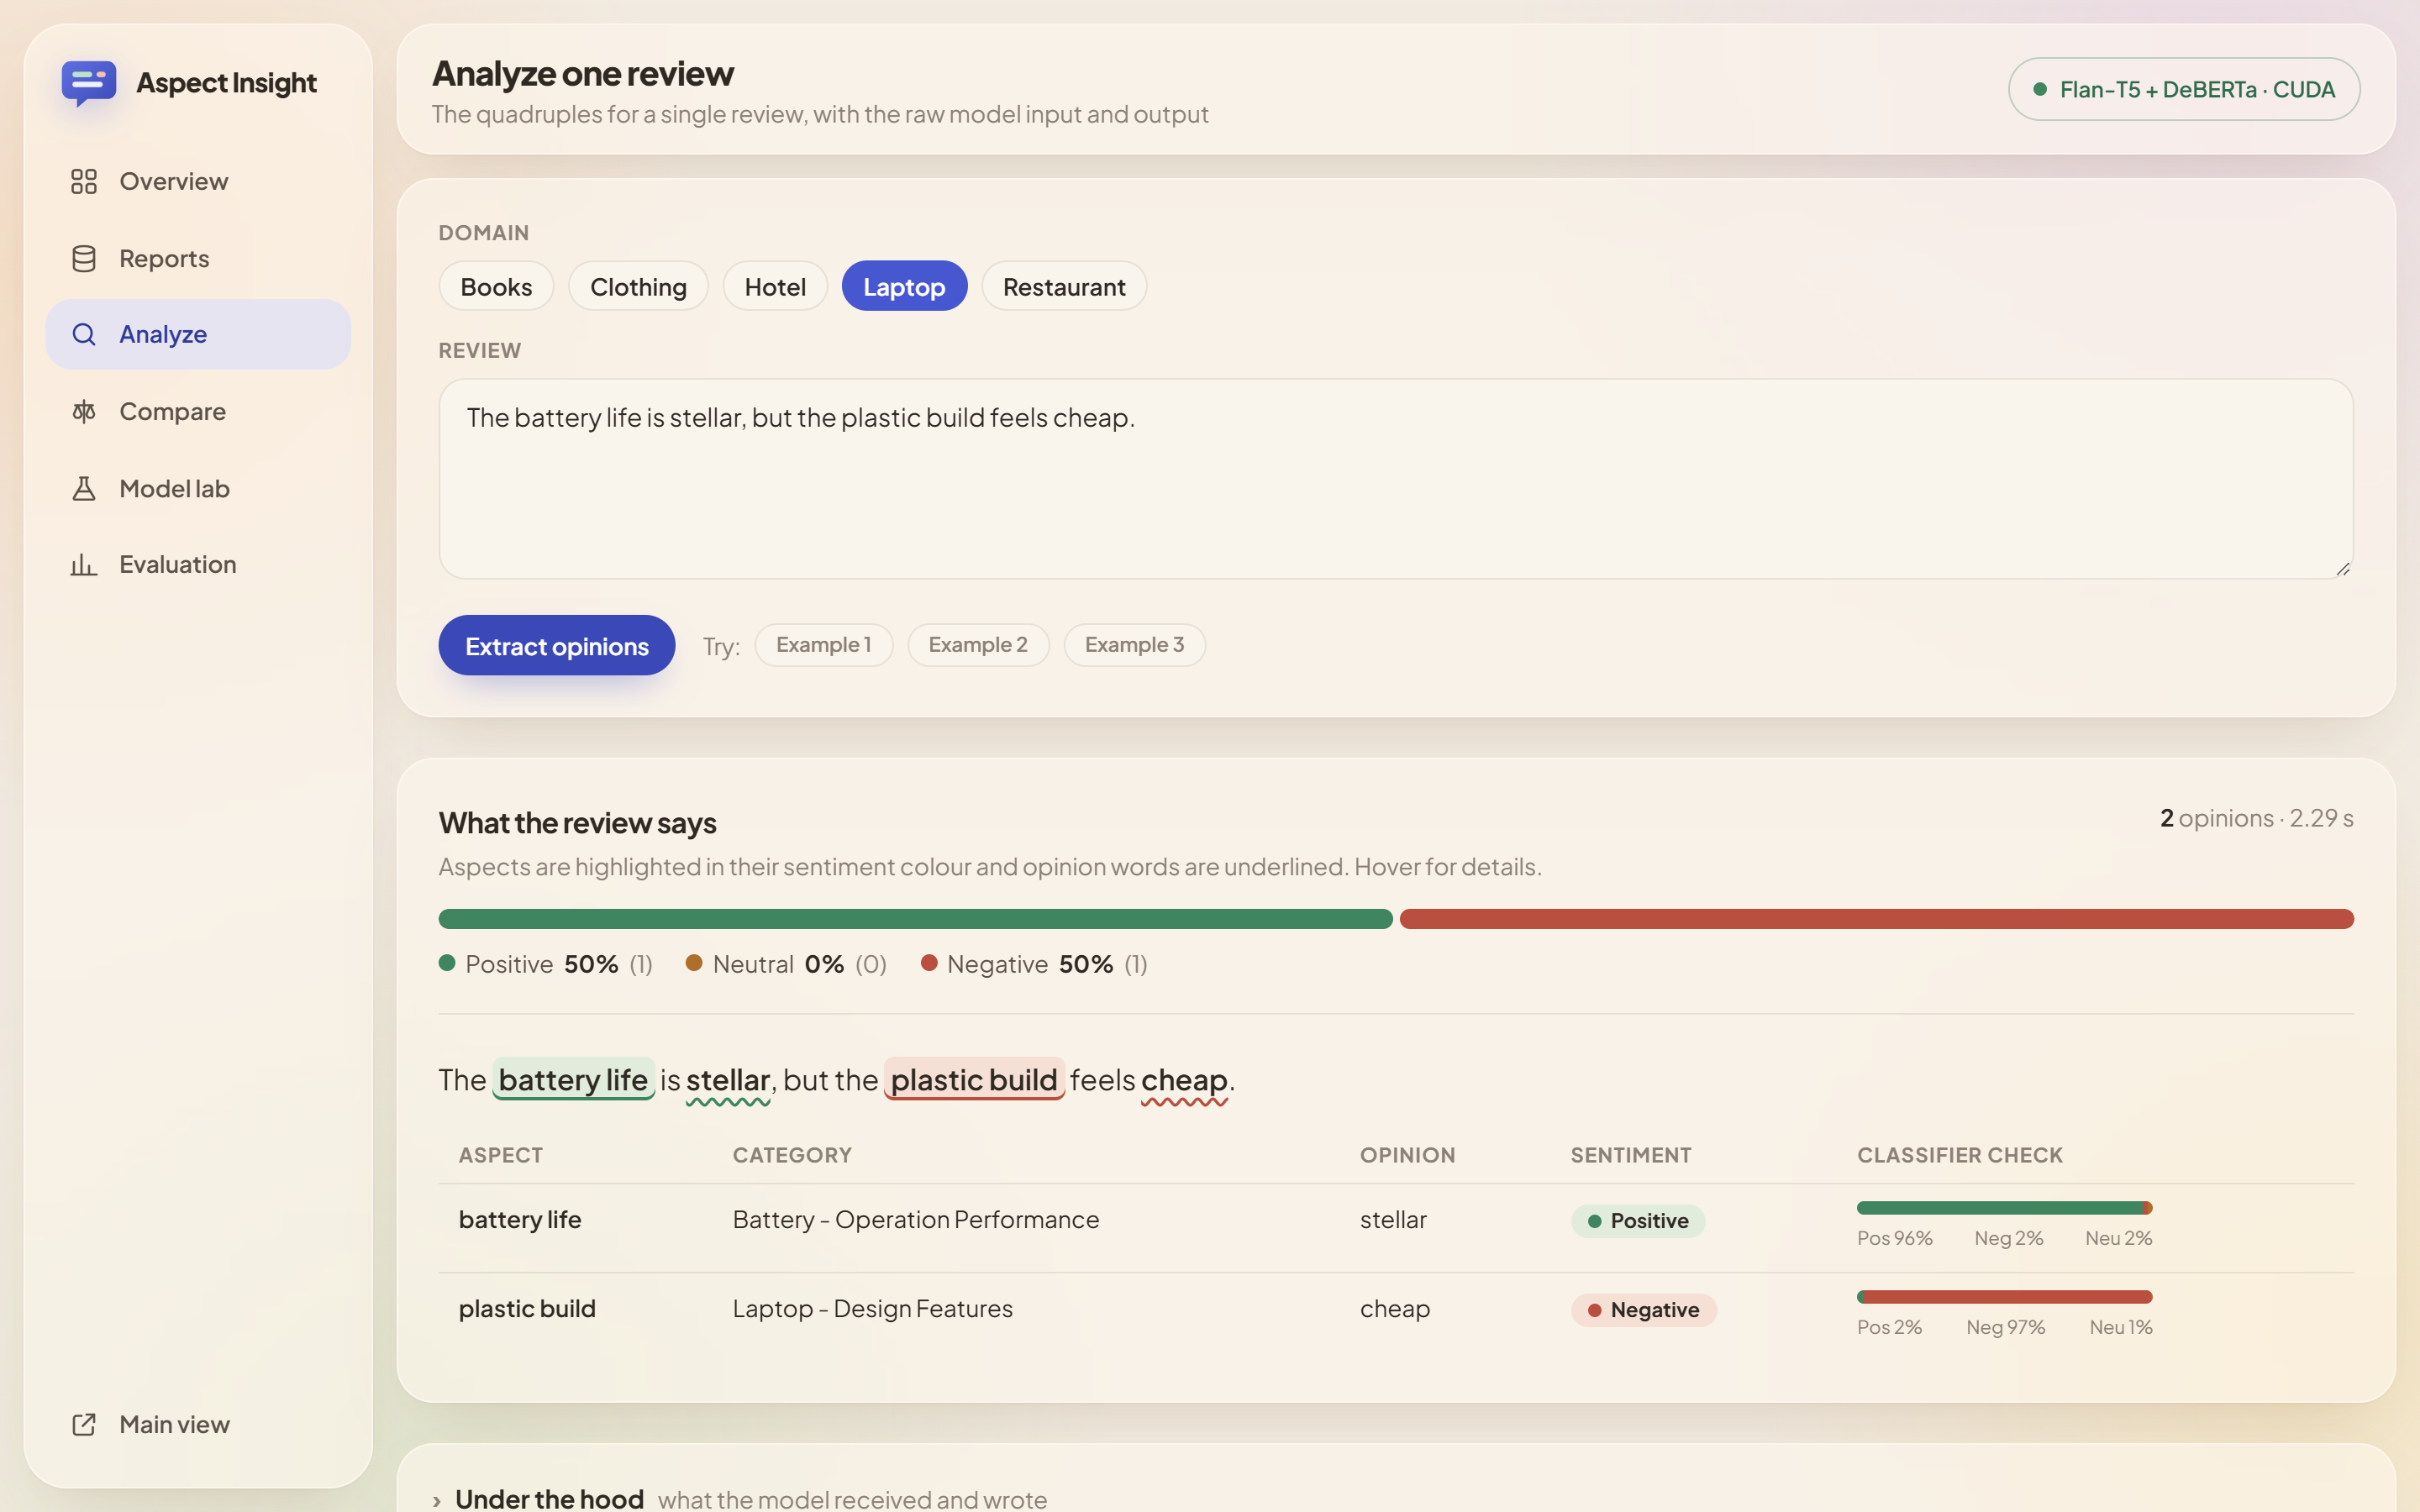 Aspect Insight
Overview
Reports
Analyze
Compare
Model lab
Evaluation
Main view
Analyze one review
The quadruples for a single review, with the raw model input and output
Flan-T5 + DeBERTa · CUDA
DOMAIN
Books Clothing Hotel Laptop Restaurant
REVIEW
The battery life is stellar, but the plastic build feels cheap.
Extract opinions Try: Example 1 Example 2 Example 3
What the review says
2 opinions · 2.29 s
Aspects are highlighted in their sentiment colour and opinion words are underlined. Hover for details.
Positive 50% (1) Neutral 0% (0) Negative 50% (1)
The battery life is stellar, but the plastic build feels cheap.
ASPECT CATEGORY OPINION SENTIMENT CLASSIFIER CHECK
battery life Battery - Operation Performance stellar Positive
Pos 96% Neg 2% Neu 2%
plastic build Laptop - Design Features cheap Negative
Pos 2% Neg 97% Neu 1%
› Under the hood what the model received and wrote